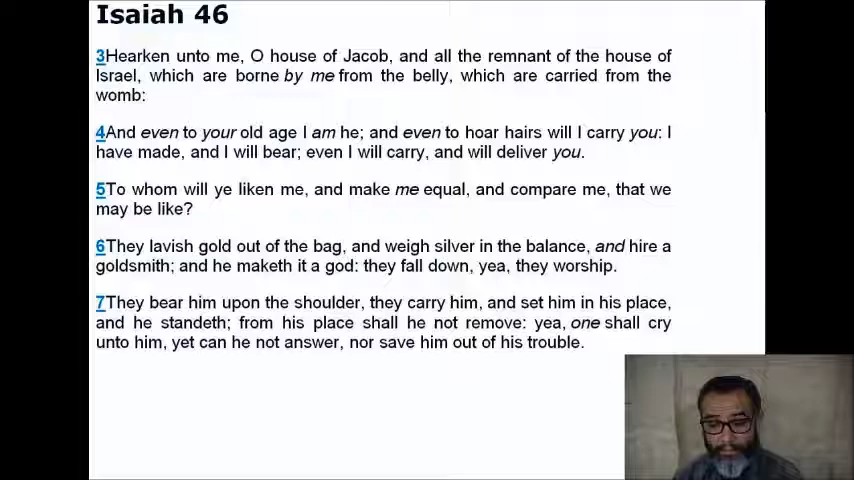 Isaiah 46
3Hearken unto me, O house of Jacob, and all the remnant of the house of
Israel, which are borne by me from the belly, which are carried from the
womb:
4And even to your old age I am he; and even to hoar hairs will I carry you: I
have made, and I will bear; even I will carry, and will deliver you.
5To whom will ye liken me, and make me equal, and compare me, that we
may be like?
6They lavish gold out of the bag, and weigh silver in the balance, and hire a
goldsmith; and he maketh it a god: they fall down, yea, they worship.
7They bear him upon the shoulder, they carry him, and set him in his place,
and he standeth; from his place shall he not remove: yea, one shall cry
unto him, yet can he not answer, nor save him out of his trouble.